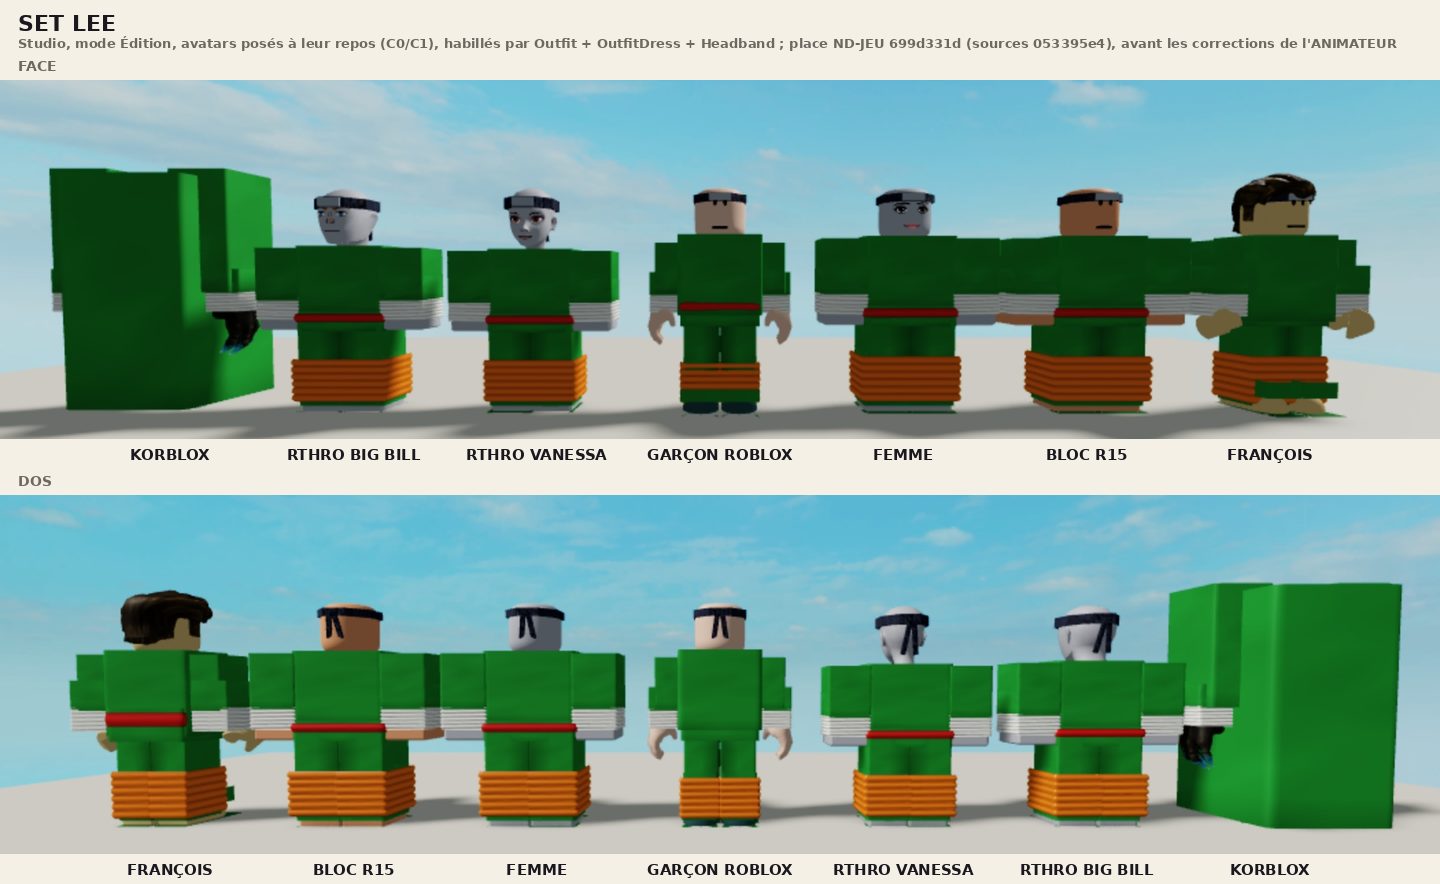 SET LEE
Studio, mode Édition, avatars posés à leur repos (C0/C1), habillés par Outfit + OutfitDress + Headband ; place ND-JEU 699d331d (sources 053395e4), avant les corrections de l'ANIMATEUR
FACE
KORBLOX RTHRO BIG BILL RTHRO VANESSA GARÇON ROBLOX FEMME BLOC R15 FRANÇOIS
DOS
FRANÇOIS BLOC R15 FEMME GARÇON ROBLOX RTHRO VANESSA RTHRO BIG BILL KORBLOX